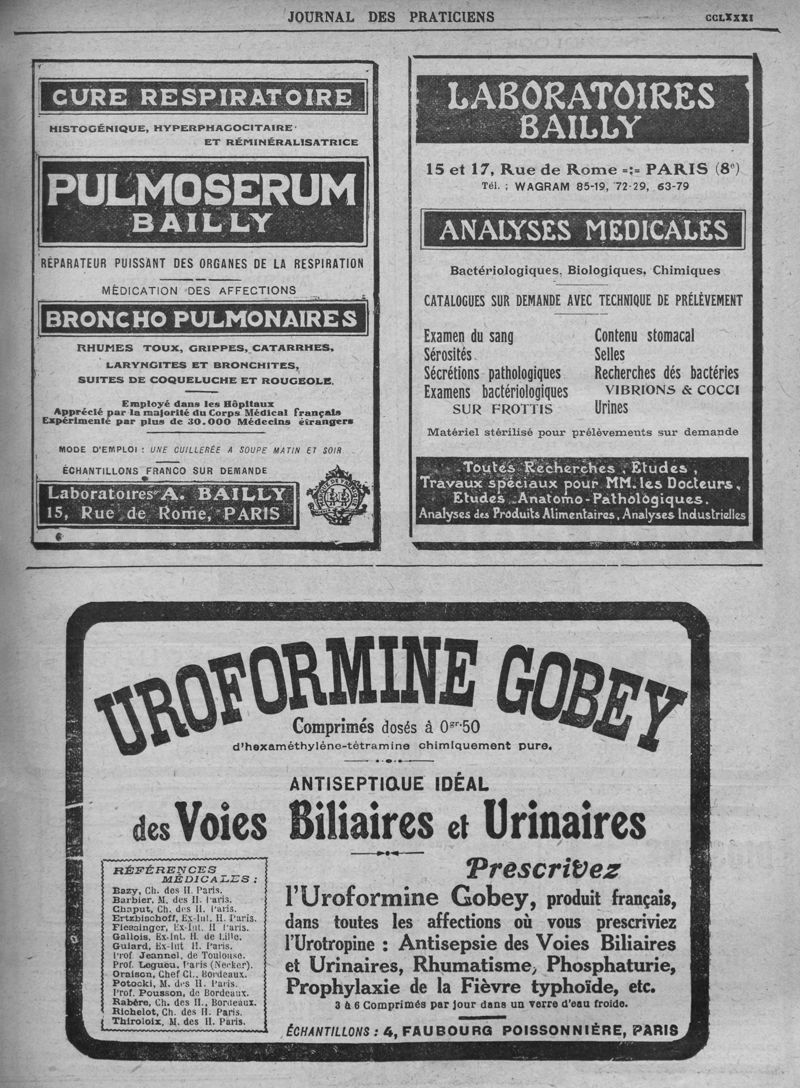 JOURNAL DES PRATICIENS
CCLXXXI
CURE RESPIRATOIRE
HISTOGÉNIQUE, HYPERPHAGOCITAIRE
ET RÉMINÉRALISATRICE
PULMOSERUM
BAILLY
RÉPARATEUR PUISSANT DES ORGANES DE LA RESPIRATION
MÉDICATION DES AFFECTIONS
BRONCHO PULMONAIRES
RHUMES TOUX, GRIPPES, CATARRHES,
LARYNGITES ET BRONCHITES,
SUITES DE COQUELUCHE ET ROUGEOLE.
Employé dans les Hôpitaux
Apprécié par la majorité du Corps Médical français
Expérimenté par plus de 30.000 Médecins étrangers
MODE D'EMPLOI : UNE CUILLERÉE A SOUPE MATIN ET SOIR
ÉCHANTILLONS FRANCO SUR DEMANDE
Laboratoires A. BAILLY
15, Rue de Rome, PARIS
LABORATOIRES
BAILLY
15 et 17, Rue de Rome -:- PARIS (8e)
Tél. : WAGRAM 85-19, 72-29, 63-79
ANALYSES MEDICALES
Bactériologiques, Biologiques, Chimiques
CATALOGUES SUR DEMANDE AVEC TECHNIQUE DE PRÉLÈVEMENT
Examen du sang
Sérosités
Sécrétions pathologiques
Examens bactériologiques
SUR FROTTIS
Contenu stomacal
Selles
Recherches dés bactéries
VIBRIONS & COCCI
Urines
Matériel stérilisé pour prélèvements sur demande
Toutes Recherches, Etudes,
Travaux spéciaux pour MM. les Docteurs,
Etudes Anatomo-Pathologiques.
Analyses des Produits Alimentaires, Analyses Industrielles
UROFORMINE GOBEY
Comprimés dosés à 0gr.50
d'hexaméthylène-tétramine chimiquement pure.
ANTISEPTIQUE IDÉAL
des Voies Biliaires et Urinaires
RÉFÉRENCES
MÉDICALES :
Bazy, Ch. des H. Paris.
Barbier, M. des H. Paris.
Chaput, Ch. des H. Paris.
Ertzbischoff, Ex-Int. H. Paris.
Fiessinger, Ex-Int. H Paris.
Gallois, Ex-Int. H. de Lille.
Guiard, Ex-Int H. Paris.
Prof. Jeannel, de Toulouse.
Prof. Legueu, Paris (Necker).
Oraison, Chef Cl., Bordeaux.
Potocki, M. des H. Paris.
Prof. Pousson, de Bordeaux.
Rabère, Ch. des H., Bordeaux.
Richelot, Ch. des H. Paris.
Thiroloix, M. des H. Paris.
Prescrivez
l'Uroformine Gobey, produit français,
dans toutes les affections où vous prescriviez
l'Urotropine : Antisepsie des Voies Biliaires
et Urinaires, Rhumatisme, Phosphaturie,
Prophylaxie de la Fièvre typhoïde, etc.
3 à 6 Comprimés par jour dans un verre d'eau froide.
ÉCHANTILLONS : 4, FAUBOURG POISSONNIÈRE, PARIS